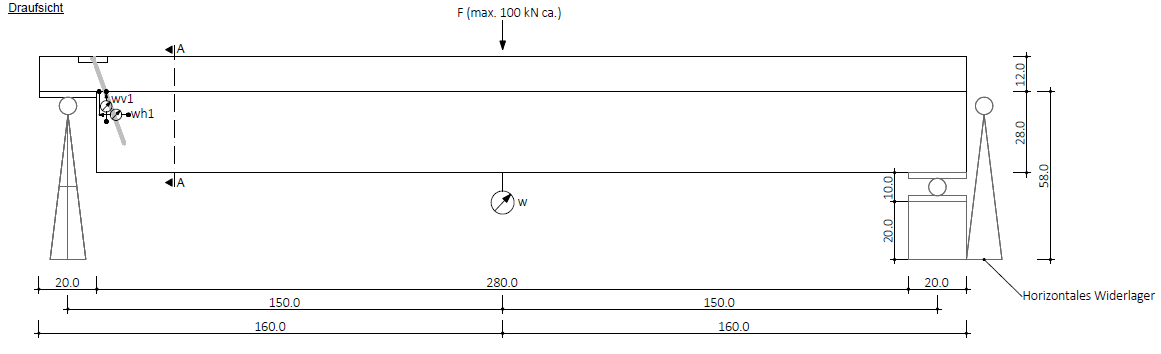 Draufsicht
F (max. 100 kN ca.)
A
12.0
wv1
wh1
28.0
58.0
A
10.0
w
20.0
20.0
280.0
20.0
Horizontales Widerlager
150.0
150.0
160.0
160.0